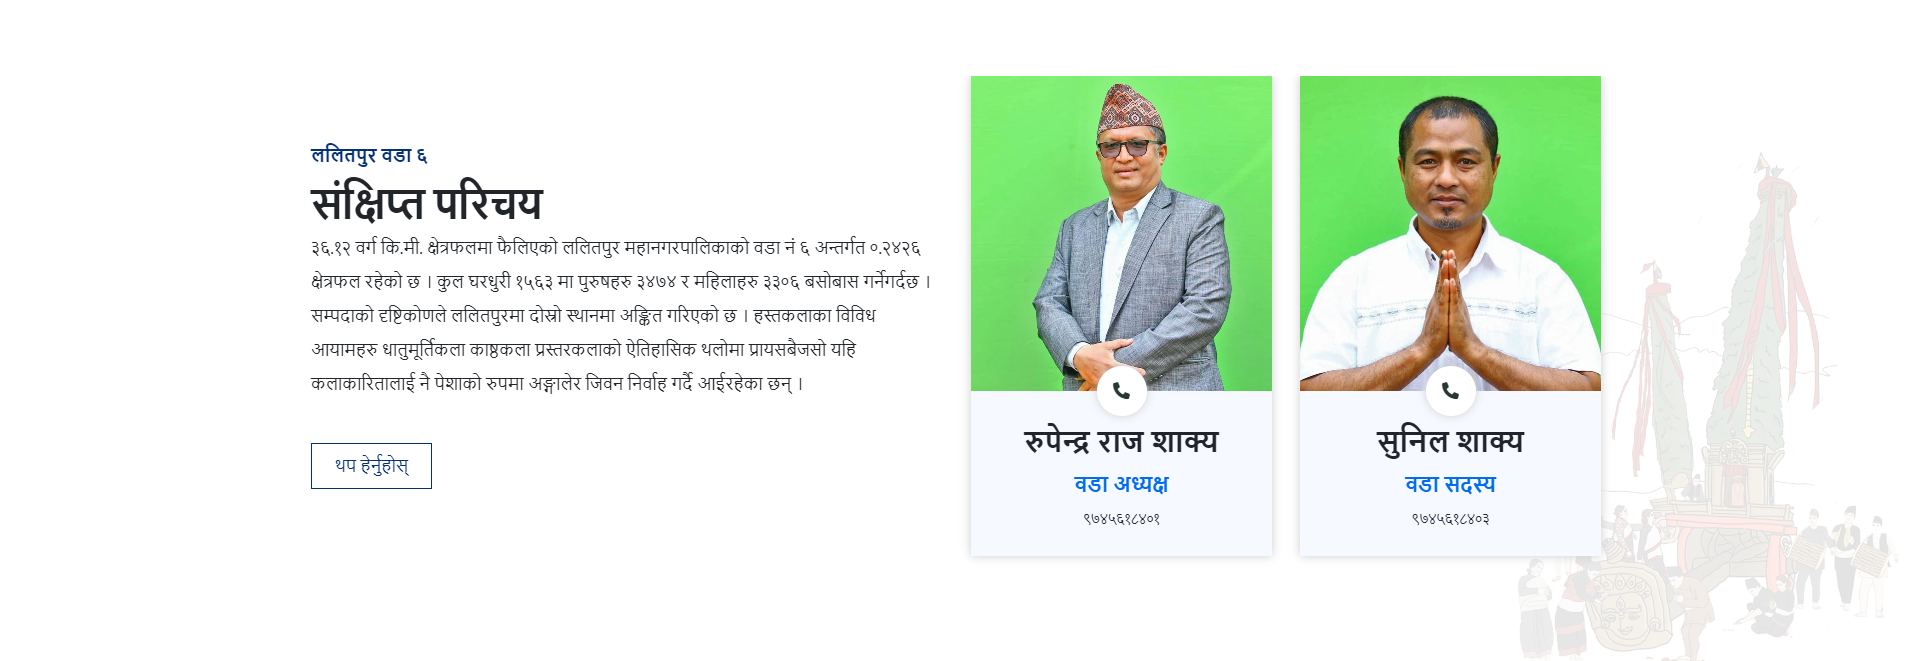 ललितपुर वडा ६
संक्षिप्त परिचय
३६.१२ वर्ग कि.मी. क्षेत्रफलमा फैलिएको ललितपुर महानगरपालिकाको वडा नं ६ अन्तर्गत ०.२४२६
क्षेत्रफल रहेको छ । कुल घरधुरी १५६३ मा पुरुषहरु ३४७४ र महिलाहरु ३३०६ बसोबास गर्नेगर्दछ ।
सम्पदाको दृष्टिकोणले ललितपुरमा दोस्रो स्थानमा अङ्कित गरिएको छ । हस्तकलाका विविध
आयामहरु धातुमूर्तिकला काष्ठकला प्रस्तरकलाको ऐतिहासिक थलोमा प्रायसबैजसो यहि
कलाकारितालाई नै पेशाको रुपमा अङ्गालेर जिवन निर्वाह गर्दै आईरहेका छन् ।
थप हेर्नुहोस्
रुपेन्द्र राज शाक्य
वडा अध्यक्ष
९७४५६१८४०१
सुनिल शाक्य
वडा सदस्य
९७४५६१८४०३